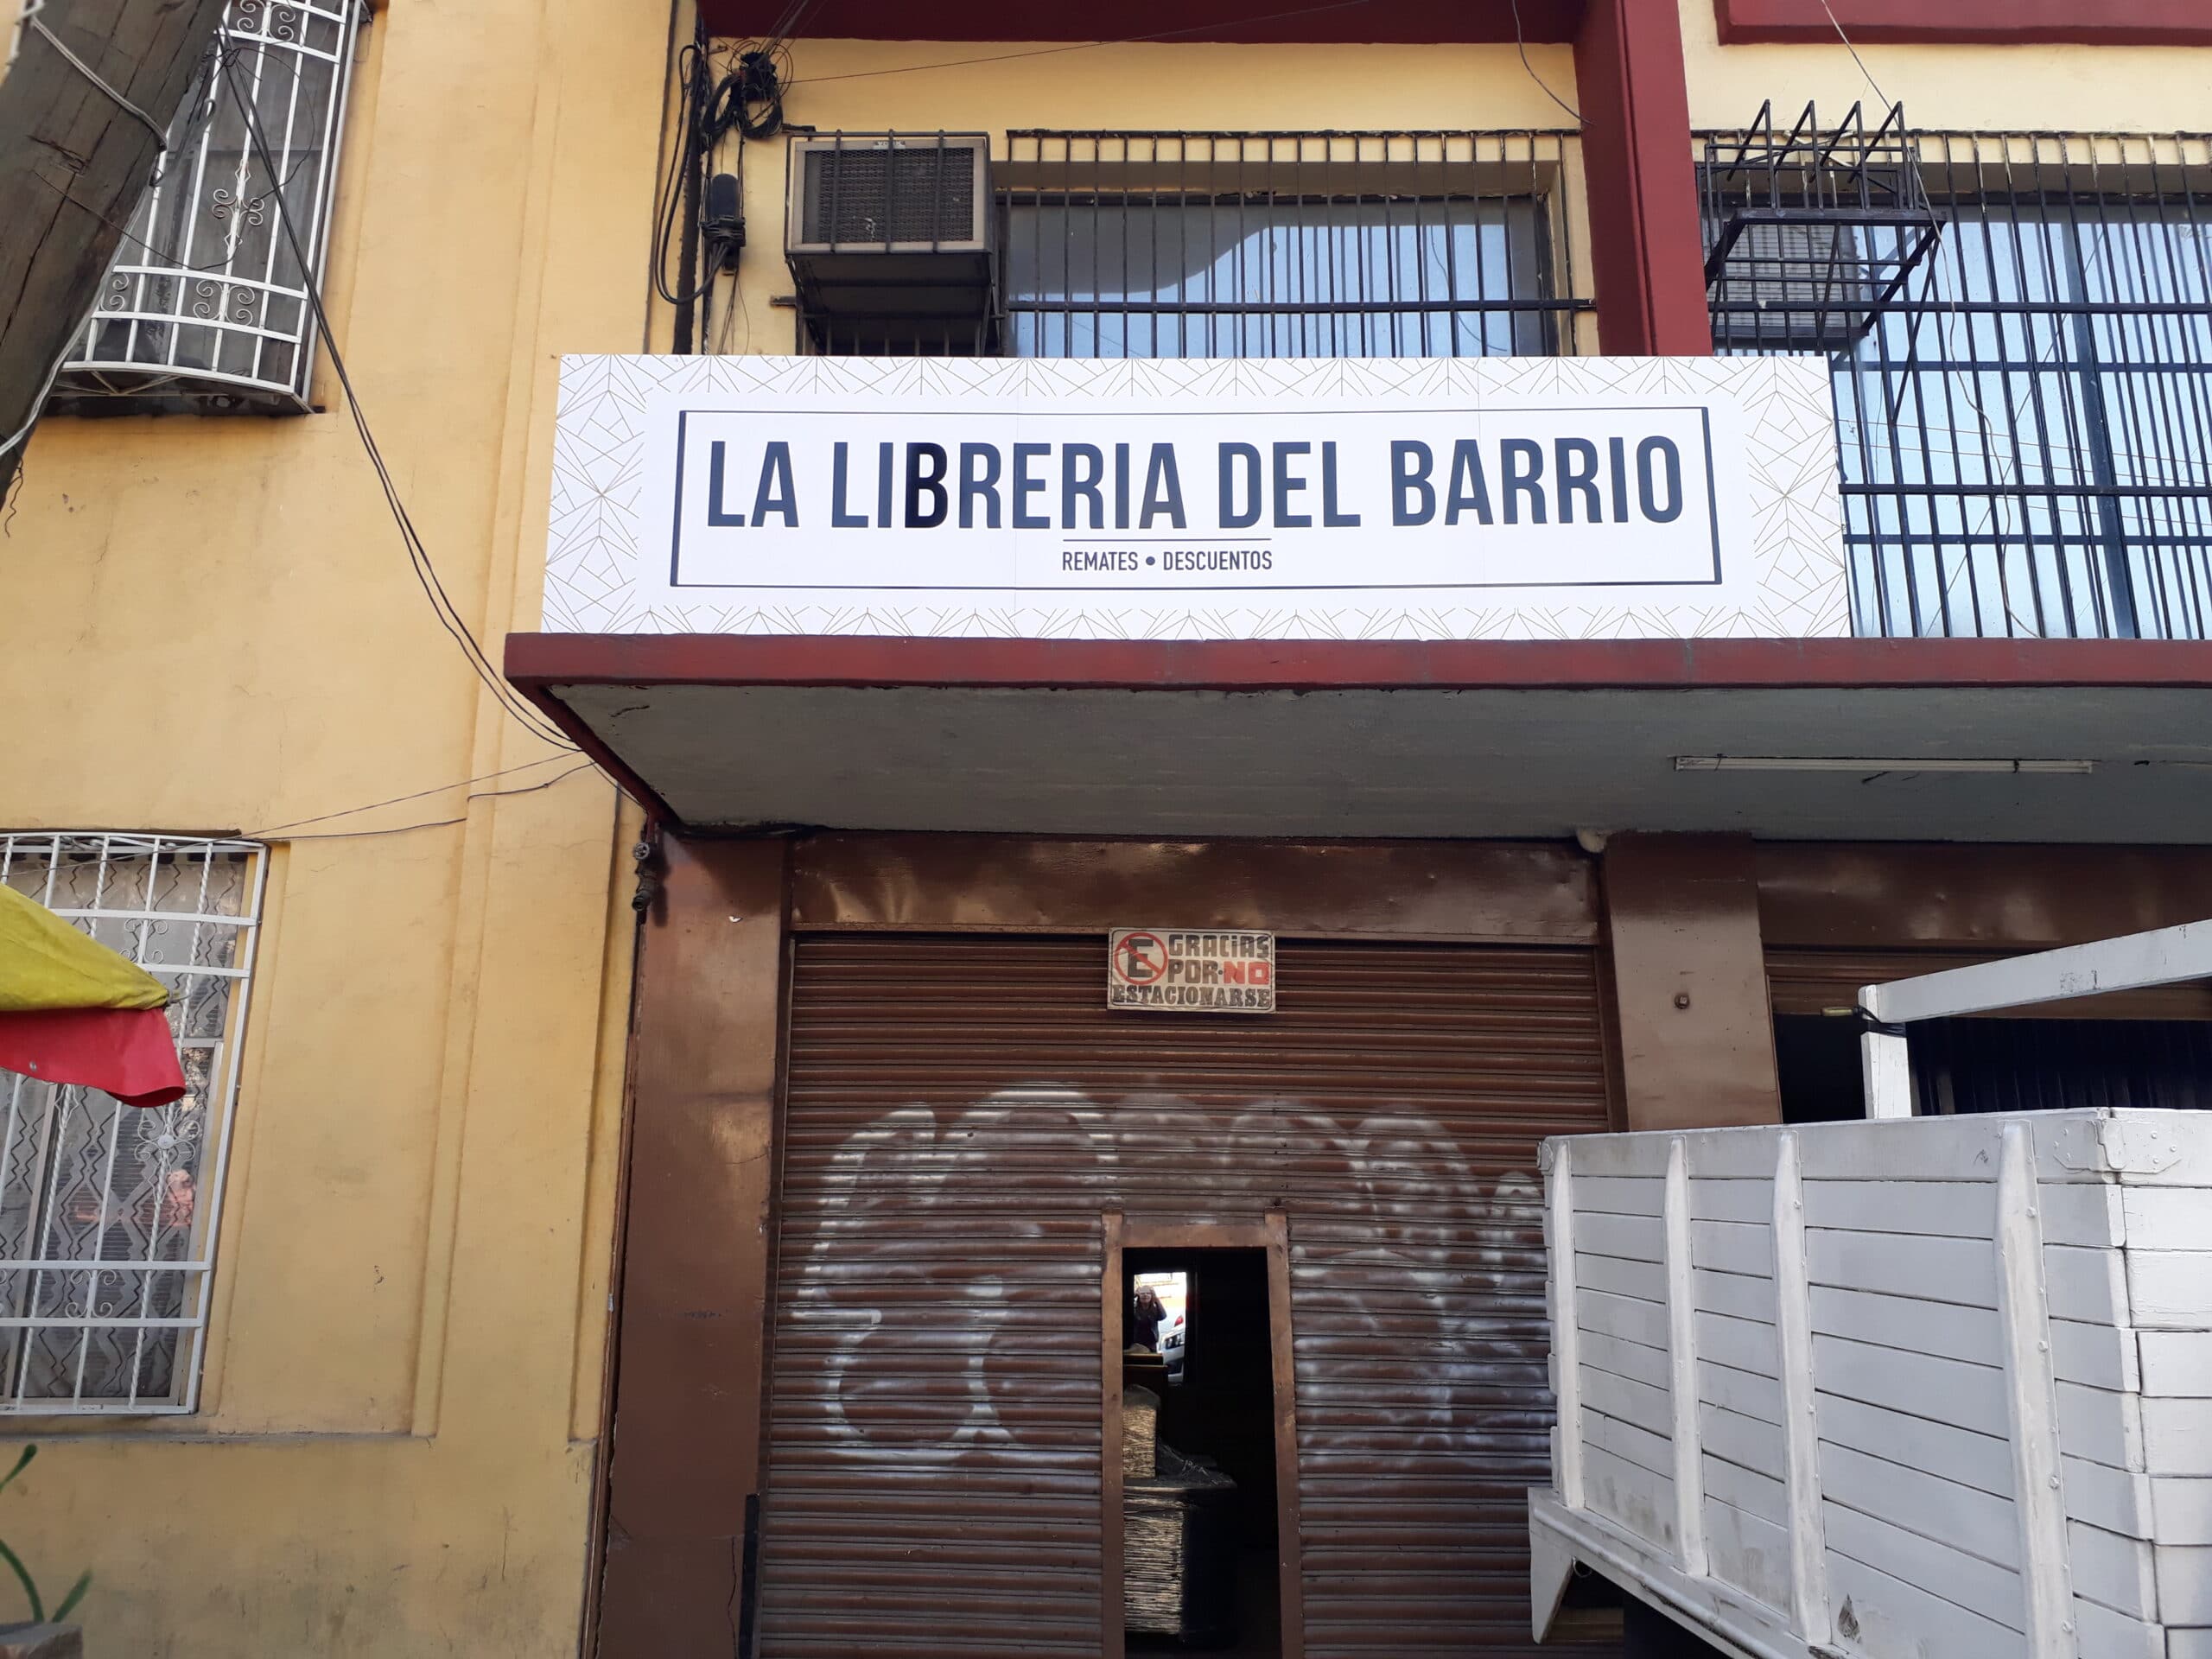 LA LIBRERIA DEL BARRIO
REMATES • DESCUENTOS
E GRACIAS
POR·NO
ESTACIONARSE